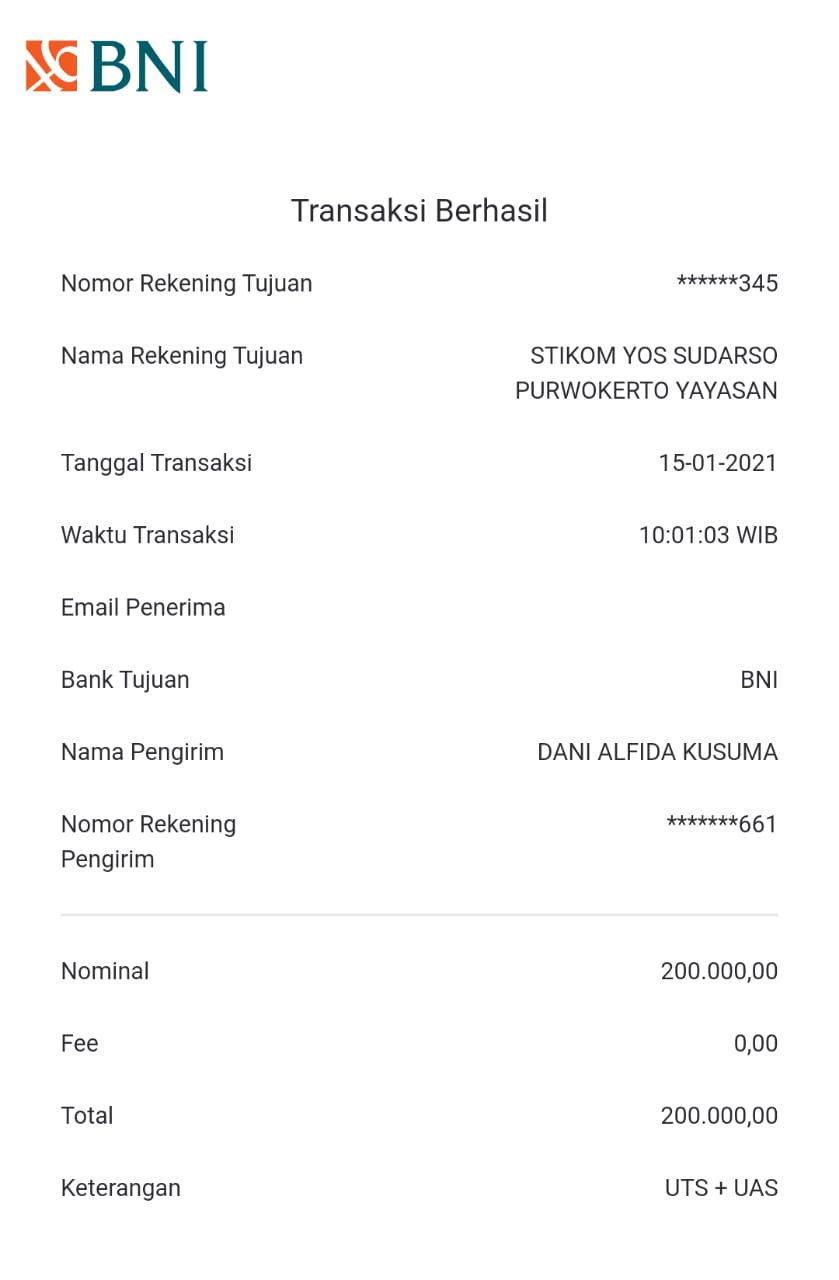 BNI
Transaksi Berhasil
Nomor Rekening Tujuan ******345
Nama Rekening Tujuan STIKOM YOS SUDARSO
PURWOKERTO YAYASAN
Tanggal Transaksi 15-01-2021
Waktu Transaksi 10:01:03 WIB
Email Penerima
Bank Tujuan BNI
Nama Pengirim DANI ALFIDA KUSUMA
Nomor Rekening *******661
Pengirim
Nominal 200.000,00
Fee 0,00
Total 200.000,00
Keterangan UTS + UAS